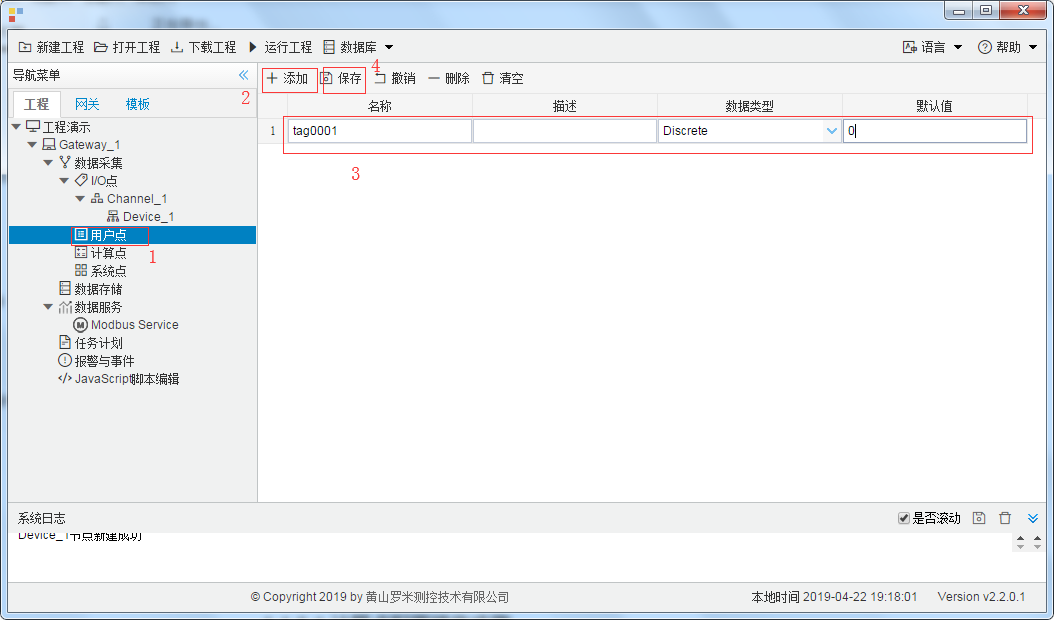 新建工程 打开工程 下载工程 运行工程 数据库 语言 帮助
导航菜单
添加 保存 4 撤销 删除 清空
工程 网关 模板 2
名称 描述 数据类型 默认值
1 tag0001 Discrete 0
3
工程演示
Gateway_1
数据采集
I/O点
Channel_1
Device_1
用户点
1
计算点
系统点
数据存储
数据服务
M Modbus Service
任务计划
报警与事件
JavaScript脚本编辑
系统日志 是否滚动
Device_1节点新建成功
© Copyright 2019 by 黄山罗米测控技术有限公司 本地时间 2019-04-22 19:18:01 Version v2.2.0.1